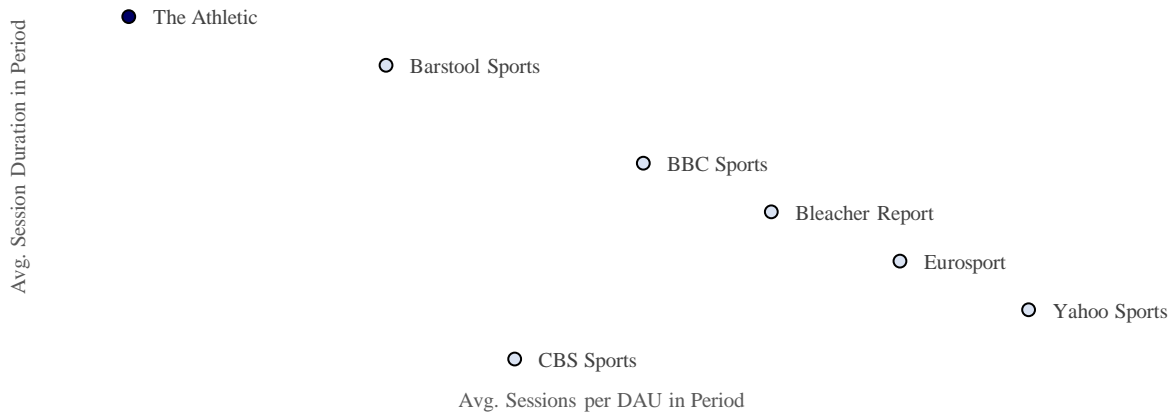 The Athletic
Barstool Sports
BBC Sports
Bleacher Report
Eurosport
Yahoo Sports
CBS Sports
Avg. Session Duration in Period
Avg. Sessions per DAU in Period